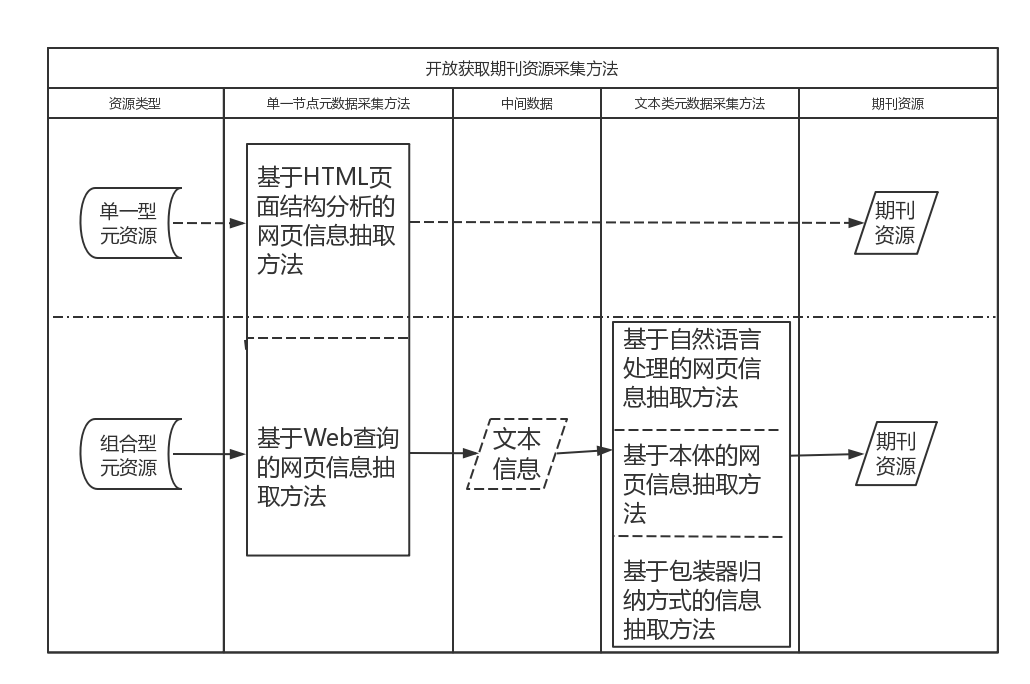 开放获取期刊资源采集方法
资源类型
单一节点元数据采集方法
中间数据
文本类元数据采集方法
期刊资源
单一型
元资源
基于HTML页
面结构分析的
网页信息抽取
方法
期刊
资源
组合型
元资源
基于Web查询
的网页信息抽
取方法
文本
信息
基于自然语言
处理的网页信
息抽取方法
基于本体的网
页信息抽取方
法
基于包装器归
纳方式的信息
抽取方法
期刊
资源